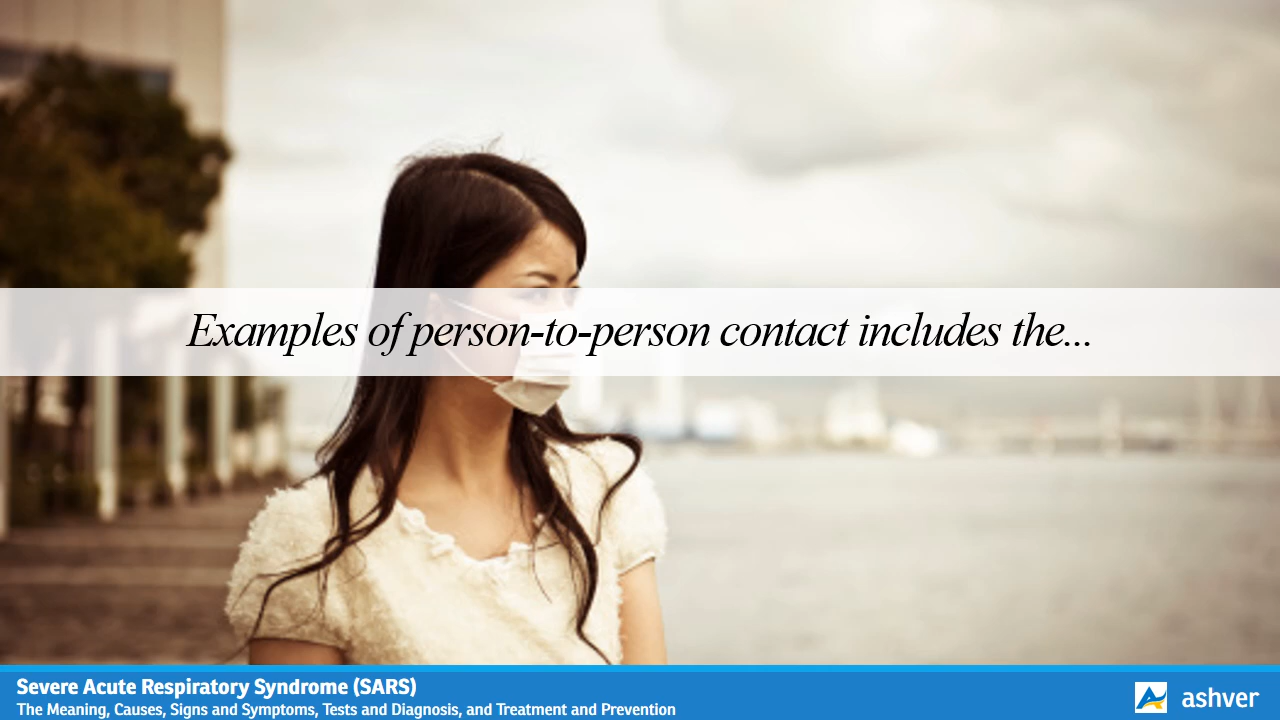 Examples of person-to-person contact includes the...
Severe Acute Respiratory Syndrome (SARS)
The Meaning, Causes, Signs and Symptoms, Tests and Diagnosis, and Treatment and Prevention
ashver